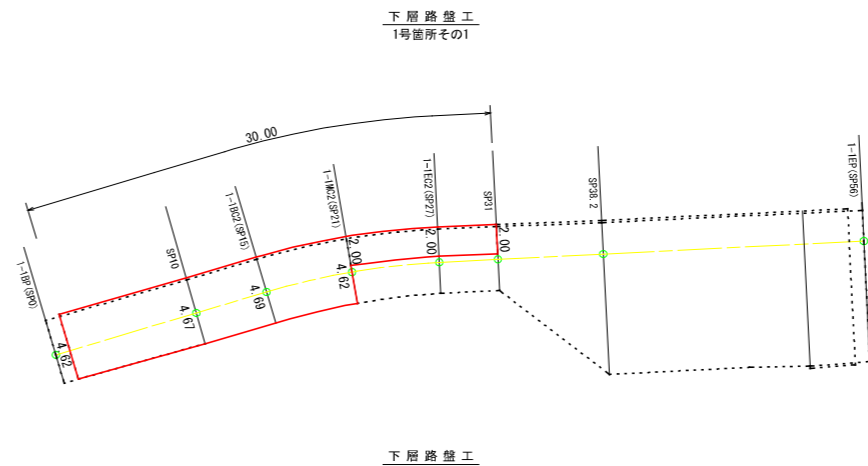 下層路盤工
1号箇所その1
30.00
1-1BP(SP0)
SP10
1-1BC2(SP15)
1-1MC2(SP21)
1-1EC2(SP27)
SP31
SP38.2
1-1EP(SP56)
4.62
4.67
4.69
4.62
2.00
2.00
2.00
下層路盤工